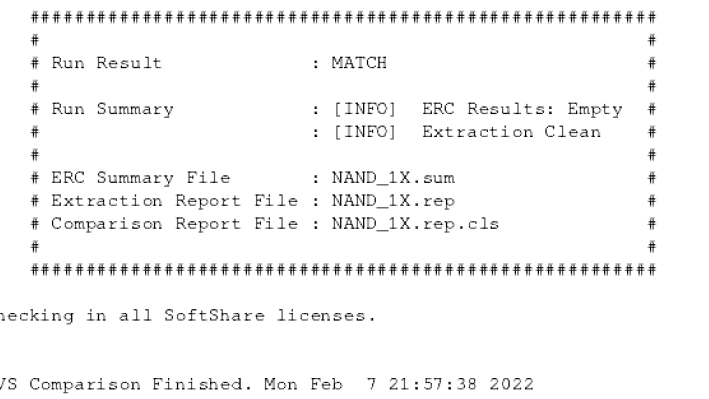 ################################################################
# #
# Run Result : MATCH #
# #
# Run Summary : [INFO] ERC Results: Empty #
# : [INFO] Extraction Clean #
# #
# ERC Summary File : NAND_1X.sum #
# Extraction Report File : NAND_1X.rep #
# Comparison Report File : NAND_1X.rep.cls #
# #
################################################################
hecking in all SoftShare licenses.
VS Comparison Finished. Mon Feb 7 21:57:38 2022